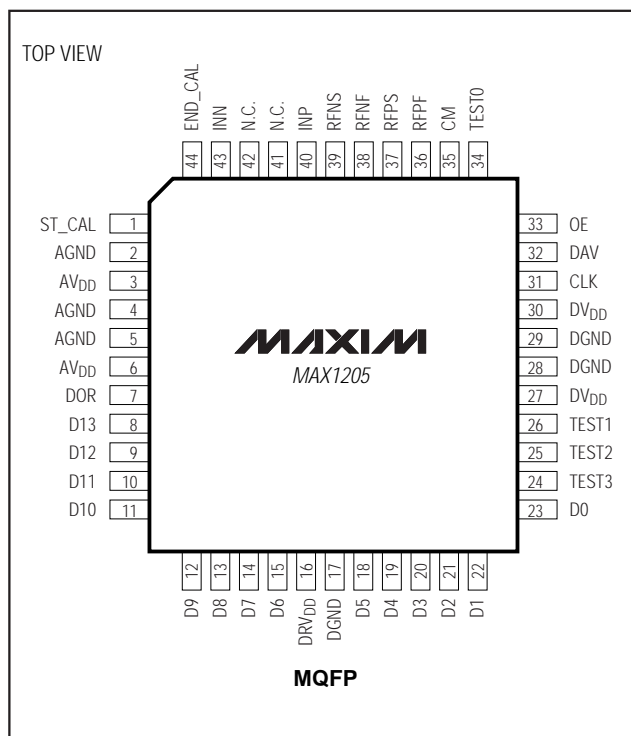 TOP VIEW
END_CAL
INN
N.C.
N.C.
INP
RFNS
RFNF
RFPS
RFPF
CM
TEST0
44
43
42
41
40
39
38
37
36
35
34
ST_CAL 1
AGND 2
AVDD 3
AGND 4
AGND 5
AVDD 6
DOR 7
D13 8
D12 9
D11 10
D10 11
MAXIM
MAX1205
33 OE
32 DAV
31 CLK
30 DVDD
29 DGND
28 DGND
27 DVDD
26 TEST1
25 TEST2
24 TEST3
23 D0
12
13
14
15
16
17
18
19
20
21
22
D9
D8
D7
D6
DRVDD
DGND
D5
D4
D3
D2
D1
MQFP